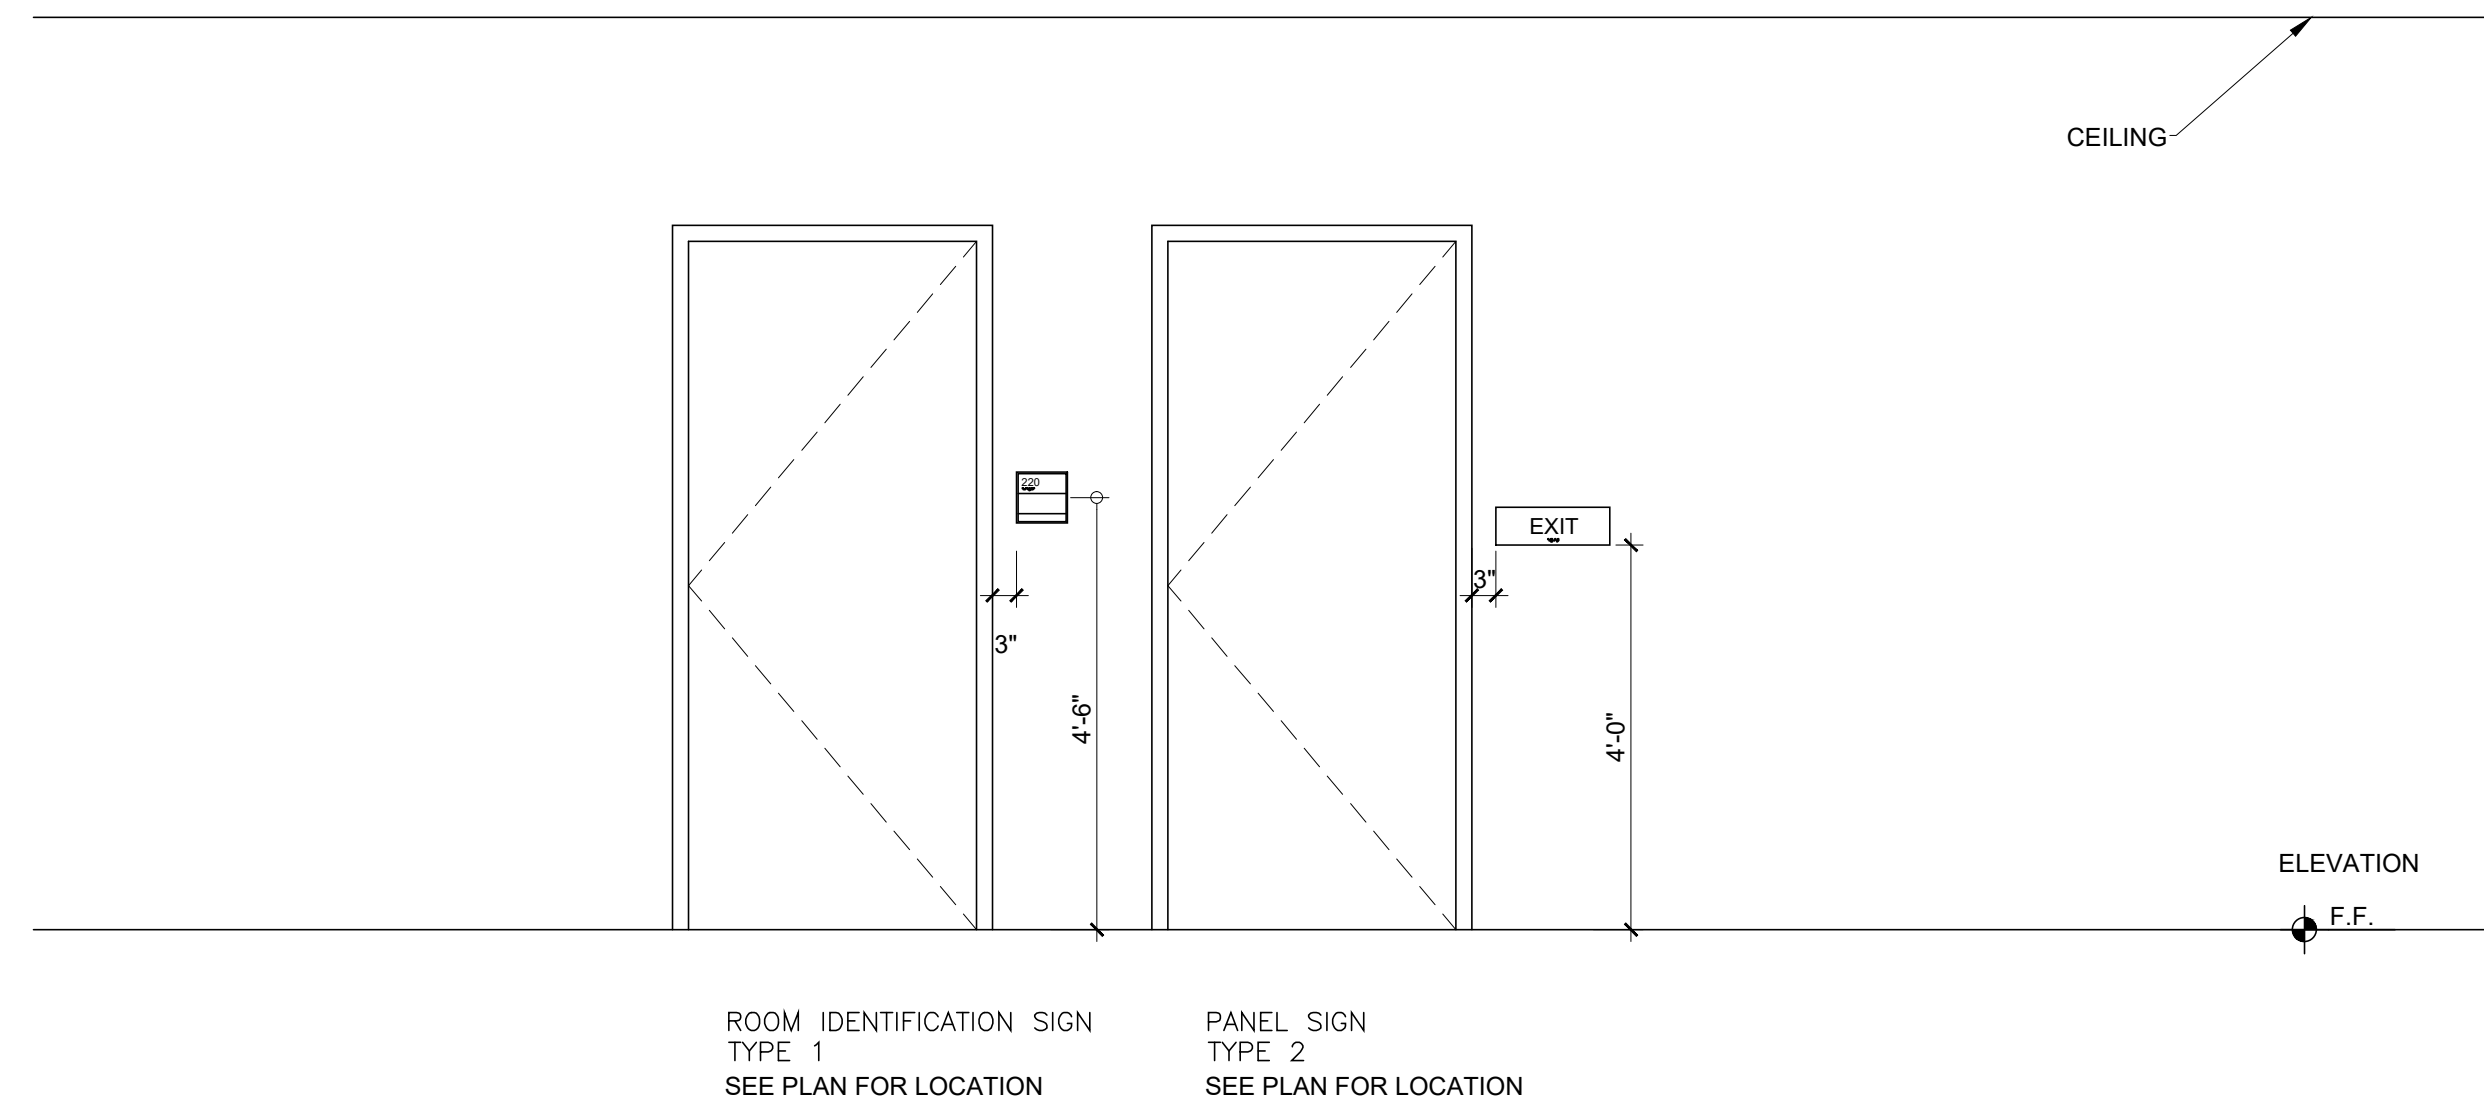 CEILING
220
EXIT
3"
3"
4'-6"
4'-0"
ELEVATION
F.F.
ROOM IDENTIFICATION SIGN
TYPE 1
SEE PLAN FOR LOCATION
PANEL SIGN
TYPE 2
SEE PLAN FOR LOCATION